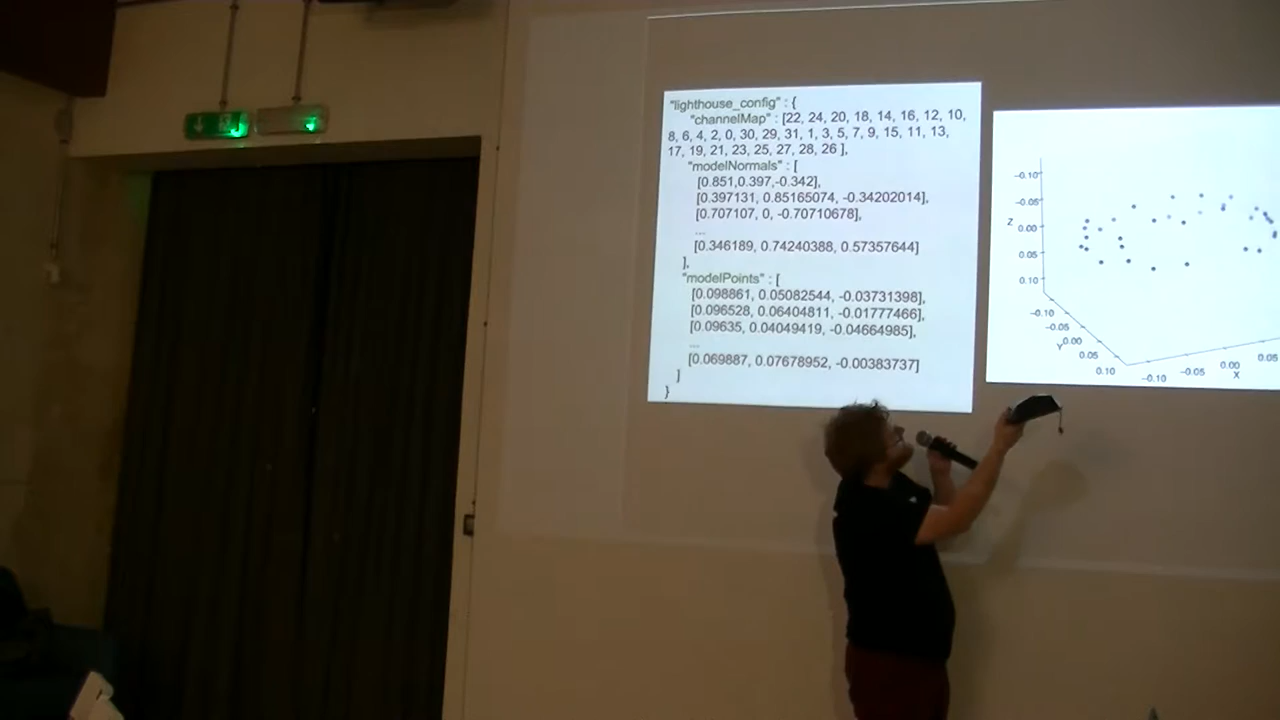 "lighthouse_config" : {
"channelMap" : [22, 24, 20, 18, 14, 16, 12, 10,
8, 6, 4, 2, 0, 30, 29, 31, 1, 3, 5, 7, 9, 15, 11, 13,
17, 19, 21, 23, 25, 27, 28, 26 ],
"modelNormals" : [
[0.851,0.397,-0.342],
[0.397131, 0.85165074, -0.34202014],
[0.707107, 0, -0.70710678],
...
[0.346189, 0.74240388, 0.57357644]
],
"modelPoints" : [
[0.098861, 0.05082544, -0.03731398],
[0.096528, 0.06404811, -0.01777466],
[0.09635, 0.04049419, -0.04664985],
...
[0.069887, 0.07678952, -0.00383737]
]
}
−0.10
−0.05
Z 0.00
0.05
0.10
−0.10
−0.05
Y 0.00
0.05
0.10
−0.10 −0.05 0.00 0.05
X